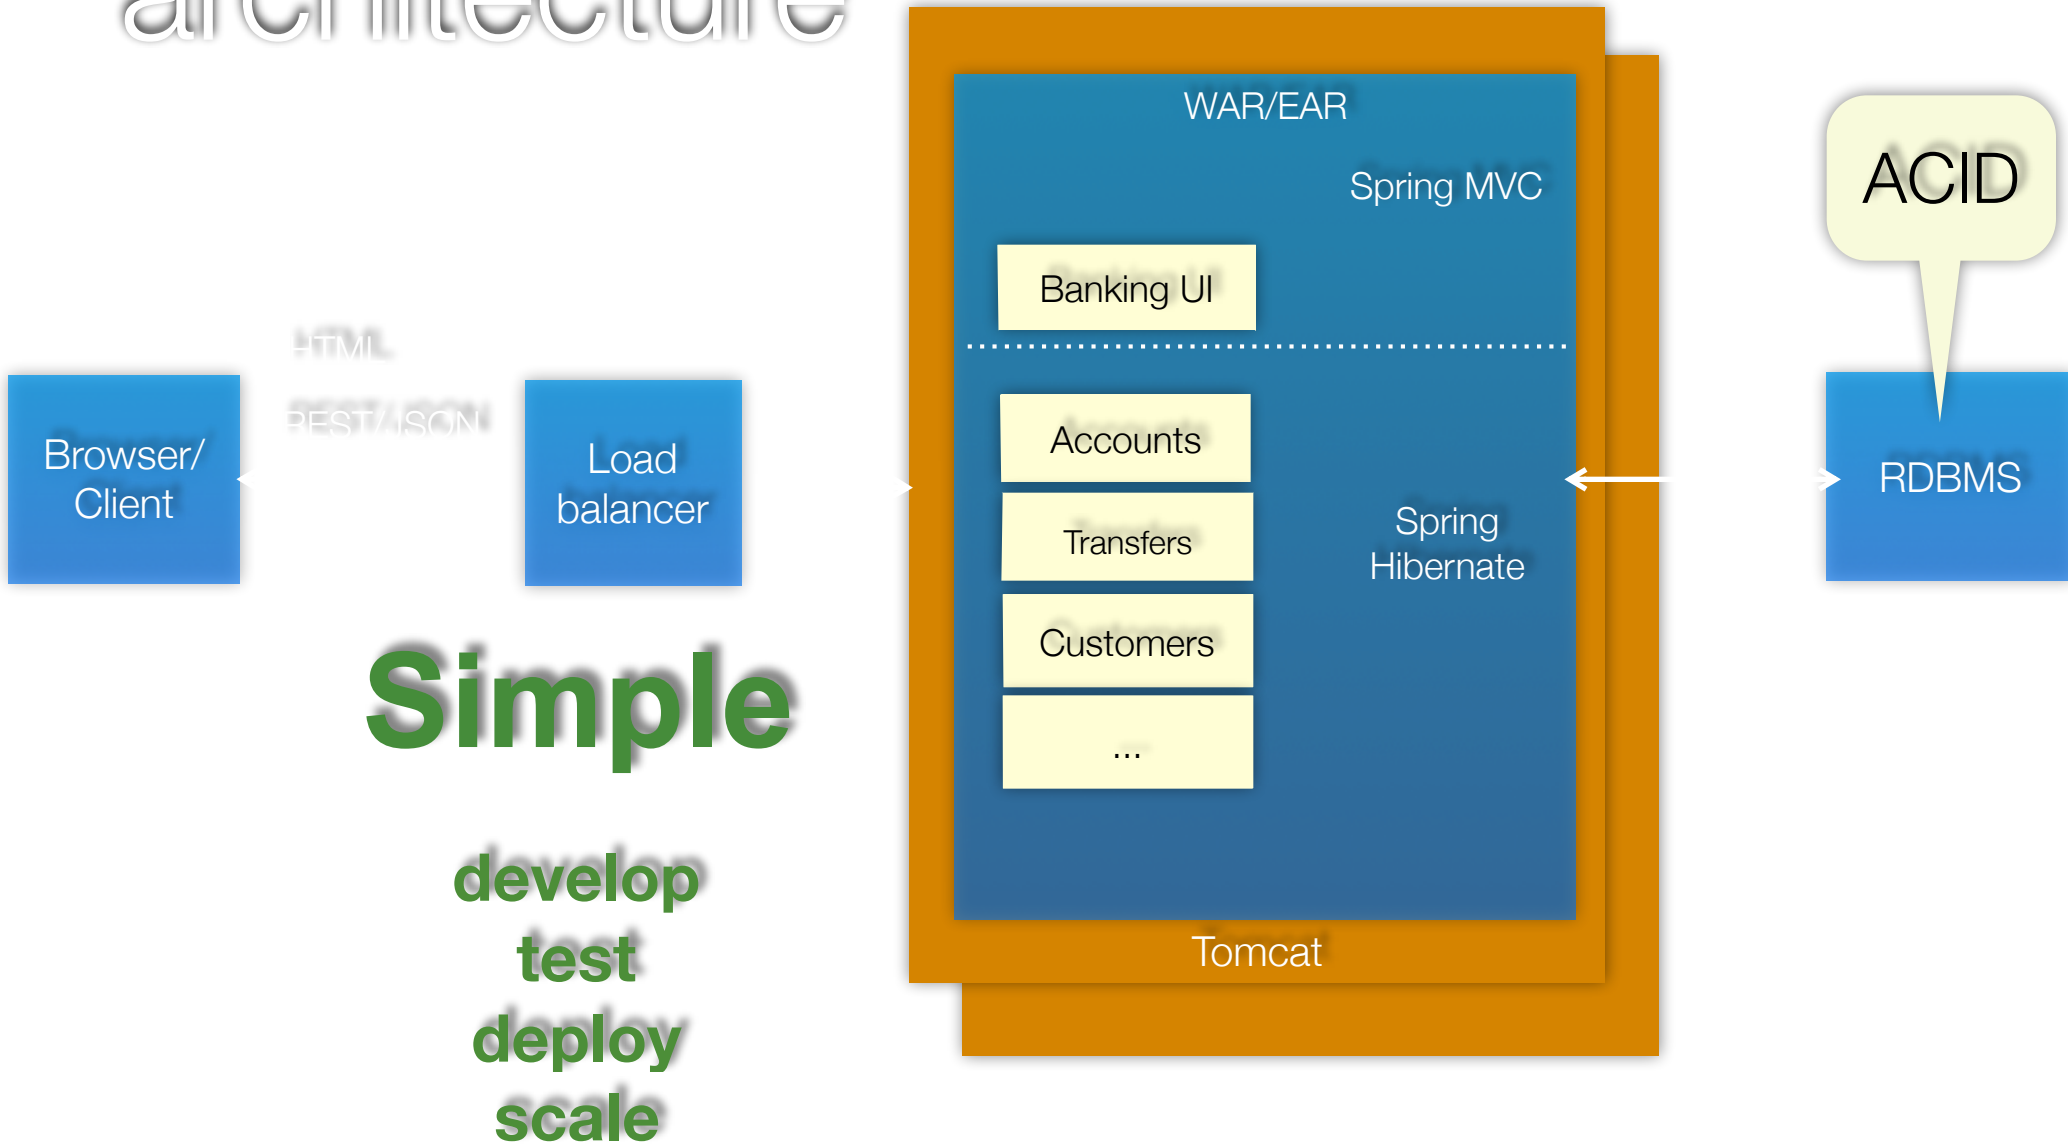 architecture
WAR/EAR
Spring MVC
ACID
Banking UI
HTML
REST/JSON
Browser/
Client
Load
balancer
Accounts
Transfers
Customers
...
Spring
Hibernate
RDBMS
Simple
develop
test
deploy
scale
Tomcat